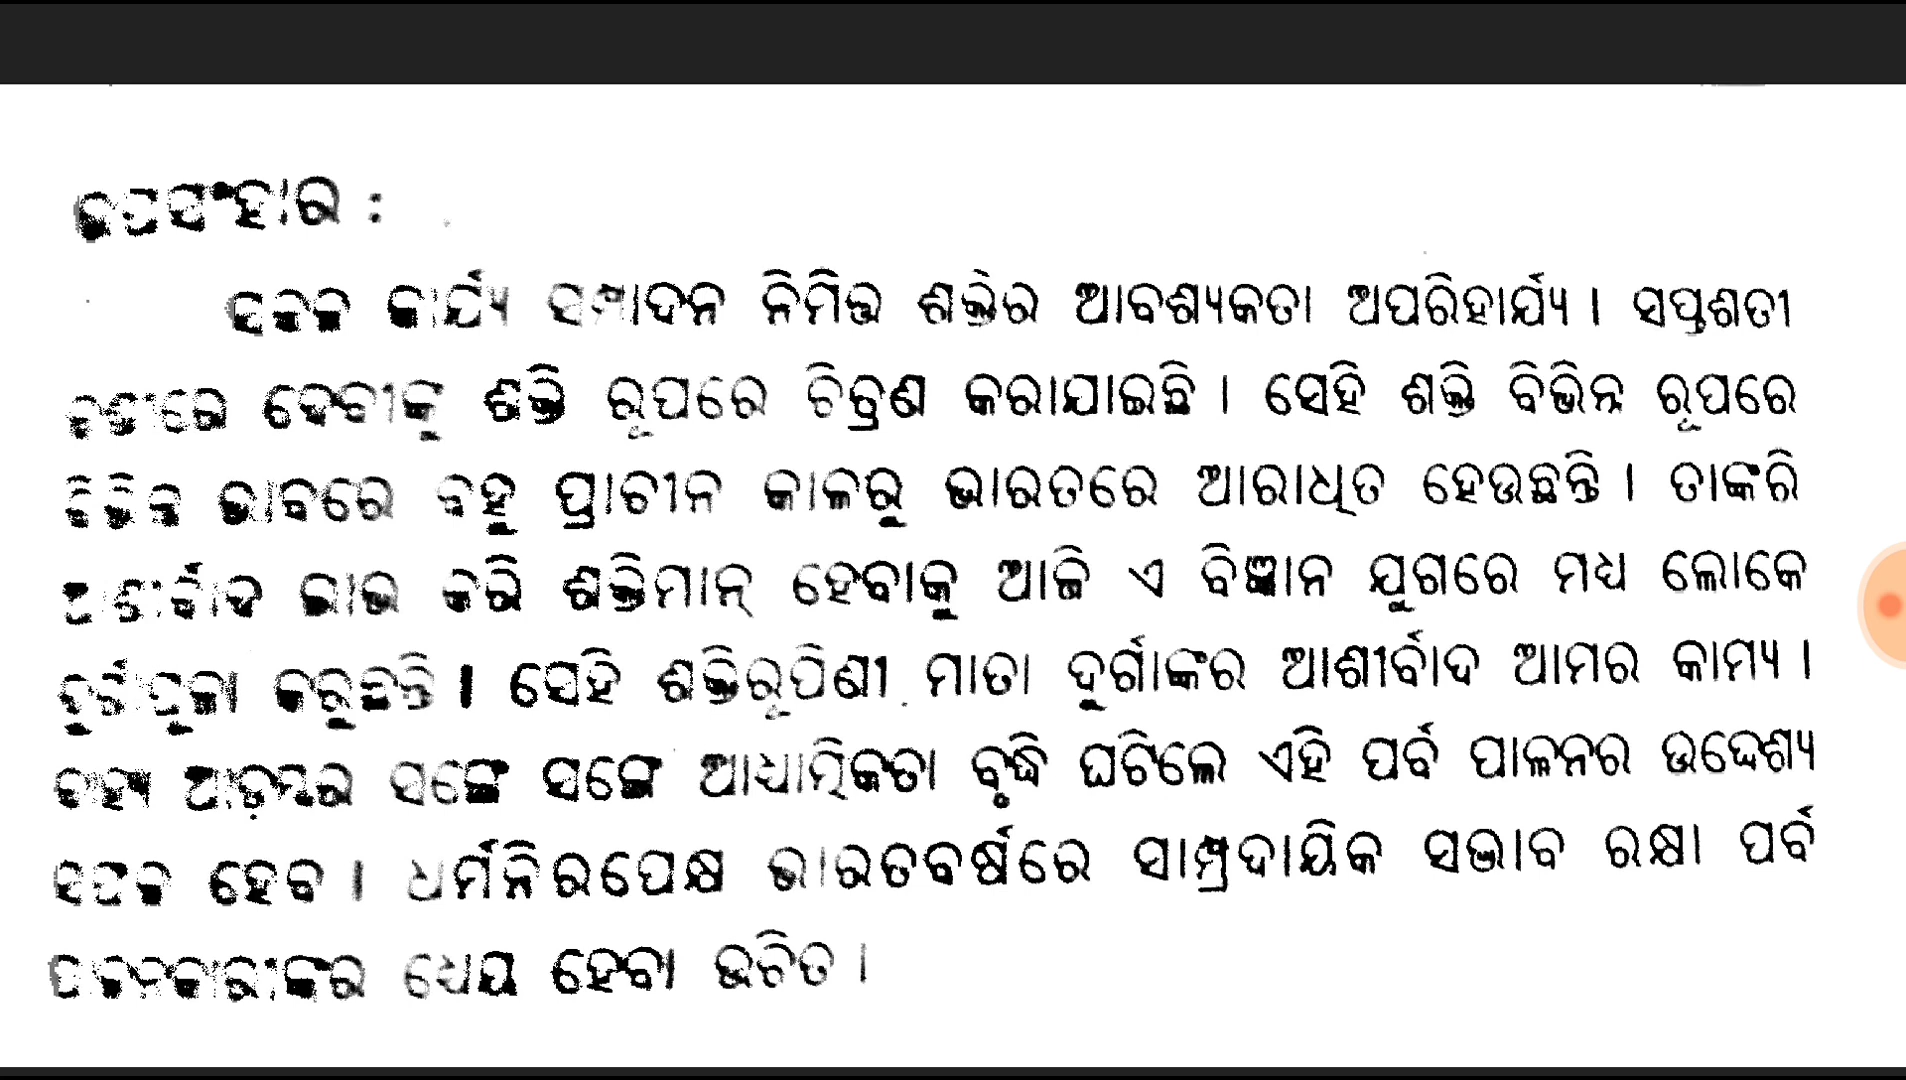 ଉପସଂହାର :
ସକଳ କାର୍ଯ୍ୟ ସମ୍ପାଦନ ନିମିତ୍ତ ଶକ୍ତିର ଆବଶ୍ୟକତା ଅପରିହାର୍ଯ୍ୟ । ସପ୍ତଶତୀ
ଚଣ୍ଡୀରେ ଦେବୀଙ୍କୁ ଶକ୍ତି ରୂପରେ ଚିତ୍ରଣ କରାଯାଇଛି । ସେହି ଶକ୍ତି ବିଭିନ୍ନ ରୂପରେ
ବିଭିନ୍ନ ଭାବରେ ବହୁ ପ୍ରାଚୀନ କାଳରୁ ଭାରତରେ ଆରାଧିତ ହେଉଛନ୍ତି । ତାଙ୍କରି
ଆଶୀର୍ବାଦ ଲାଭ କରି ଶକ୍ତିମାନ୍ ହେବାକୁ ଆଜି ଏ ବିଜ୍ଞାନ ଯୁଗରେ ମଧ୍ୟ ଲୋକେ
ଦୁର୍ଗାପୂଜା କରୁଛନ୍ତି । ସେହି ଶକ୍ତିରୂପିଣୀ ମାତା ଦୁର୍ଗାଙ୍କର ଆଶୀର୍ବାଦ ଆମର କାମ୍ୟ ।
ବାହ୍ୟ ଆଡ଼ମ୍ବର ସଙ୍ଗେ ସଙ୍ଗେ ଆଧ୍ୟାତ୍ମିକତା ବୃଦ୍ଧି ଘଟିଲେ ଏହି ପର୍ବ ପାଳନର ଉଦ୍ଦେଶ୍ୟ
ସଫଳ ହେବ । ଧର୍ମନିରପେକ୍ଷ ଭାରତବର୍ଷରେ ସାମ୍ପ୍ରଦାୟିକ ସଦ୍ଭାବ ରକ୍ଷା ପର୍ବ
ପାଳନକାରୀଙ୍କର ଧ୍ୟେୟ ହେବା ଉଚିତ ।